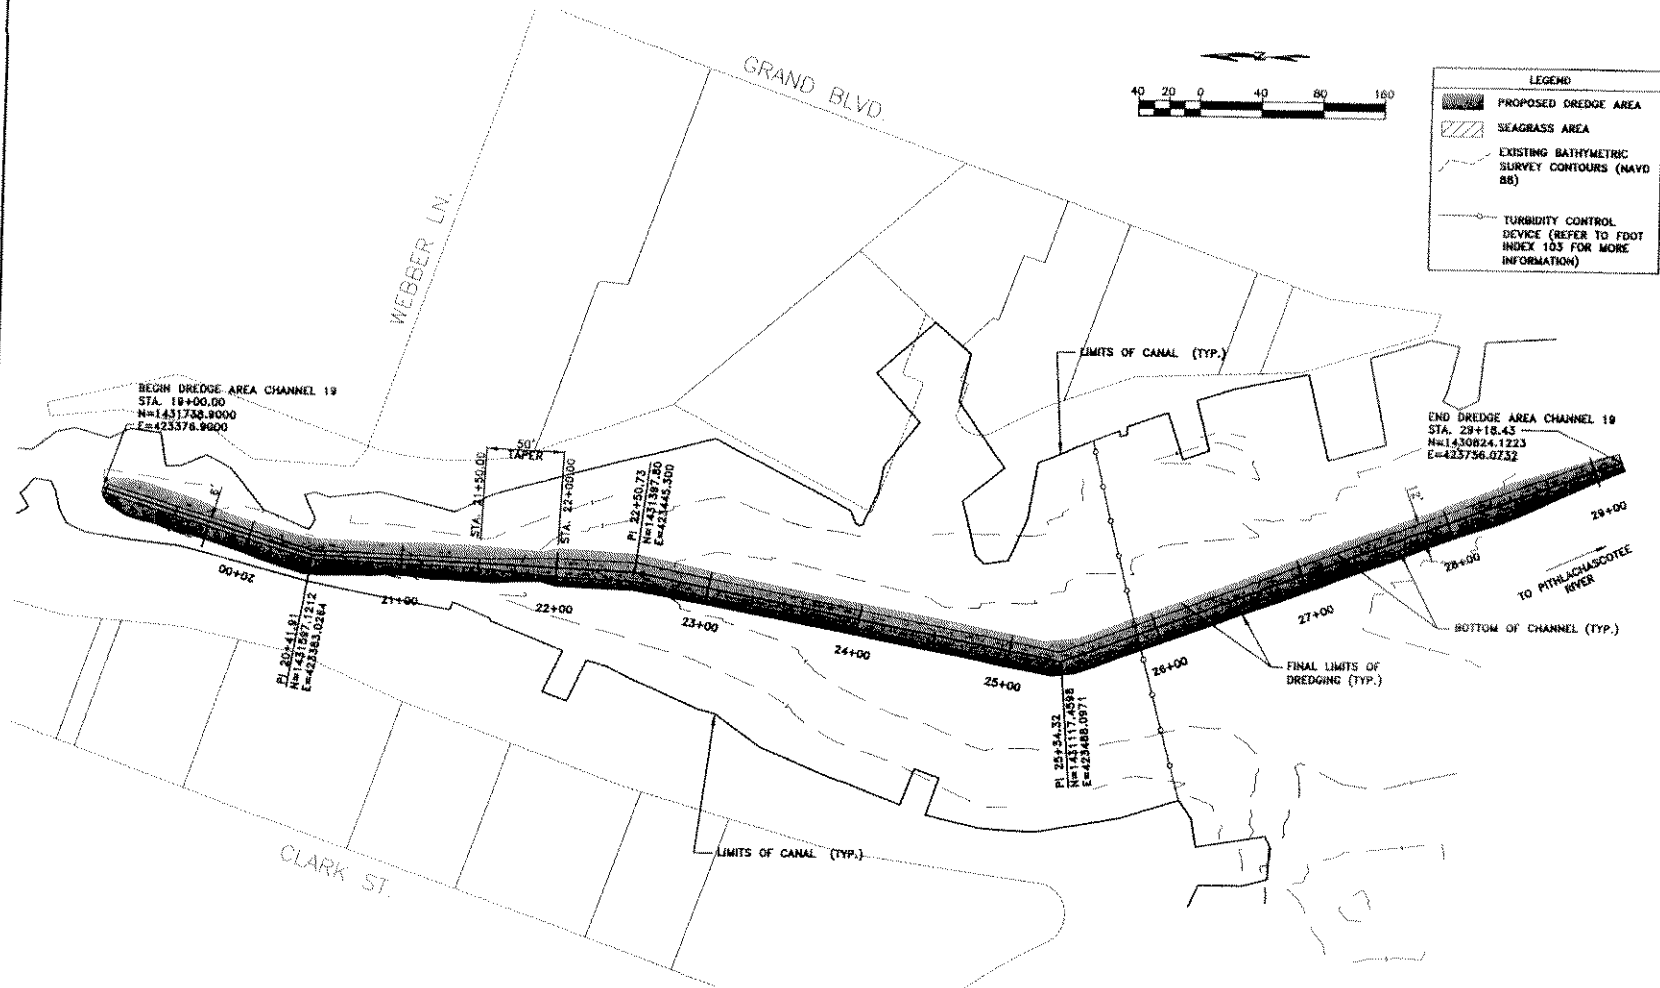 GRAND BLVD.
WEBBER LN.
CLARK ST.
N
40 20 0 40 80 160
LEGEND
PROPOSED DREDGE AREA
SEAGRASS AREA
EXISTING BATHYMETRIC
SURVEY CONTOURS (NAVD
88)
TURBIDITY CONTROL
DEVICE (REFER TO FDOT
INDEX 103 FOR MORE
INFORMATION)
BEGIN DREDGE AREA CHANNEL 19
STA. 19+00.00
N=1431738.9000
E=423376.9000
50'
TAPER
STA. 21+50.00
STA. 22+00.00
PI 22+50.73
N=1431397.80
E=423445.300
LIMITS OF CANAL (TYP.)
END DREDGE AREA CHANNEL 19
STA. 29+18.43
N=1430824.1223
E=423756.0732
6'
12'
20+00
21+00
22+00
23+00
24+00
25+00
26+00
27+00
28+00
29+00
TO PITHLACHASCOTEE
RIVER
PI 20+41.91
N=1431597.1212
E=423383.0264
PI 25+34.32
N=1431117.4598
E=423488.0971
BOTTOM OF CHANNEL (TYP.)
FINAL LIMITS OF
DREDGING (TYP.)
LIMITS OF CANAL (TYP.)